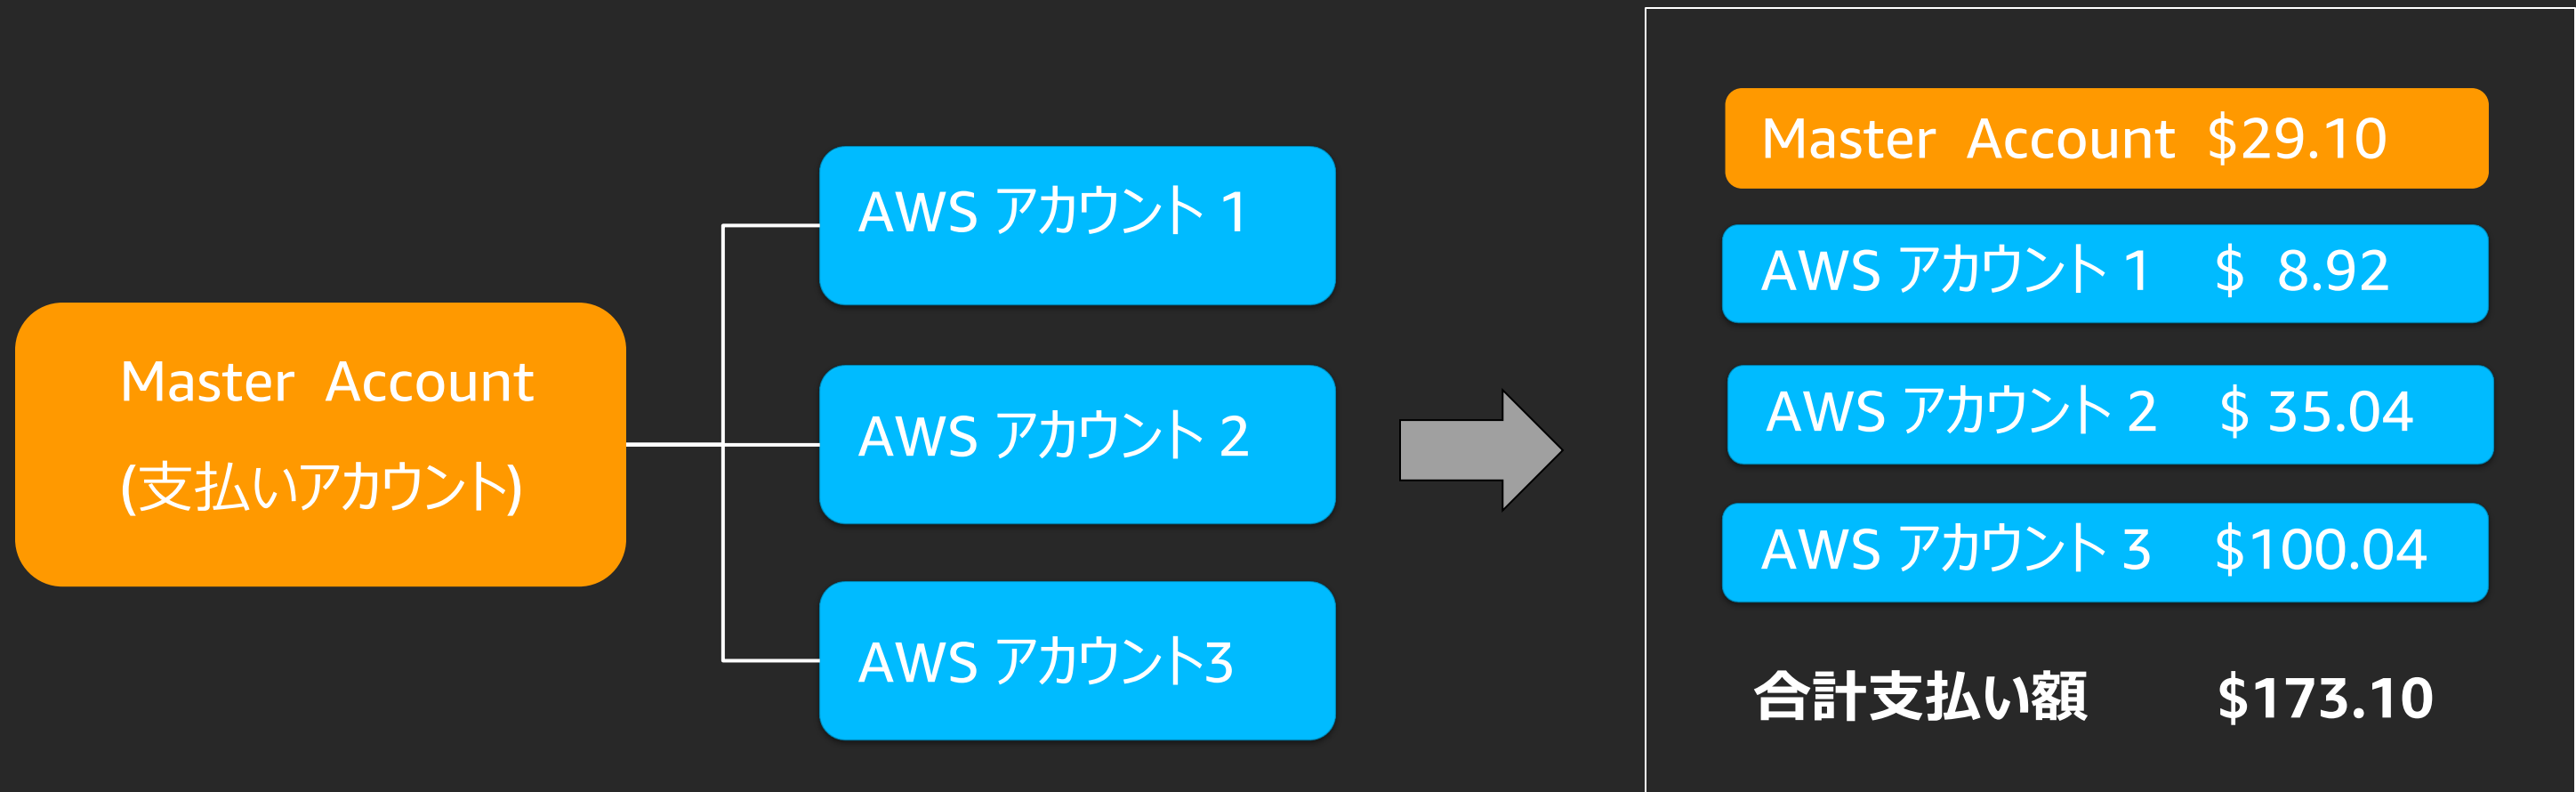 Master Account
(支払いアカウント)
AWS アカウント 1
AWS アカウント 2
AWS アカウント3
Master Account $29.10
AWS アカウント 1 $ 8.92
AWS アカウント 2 $ 35.04
AWS アカウント 3 $100.04
合計支払い額 $173.10